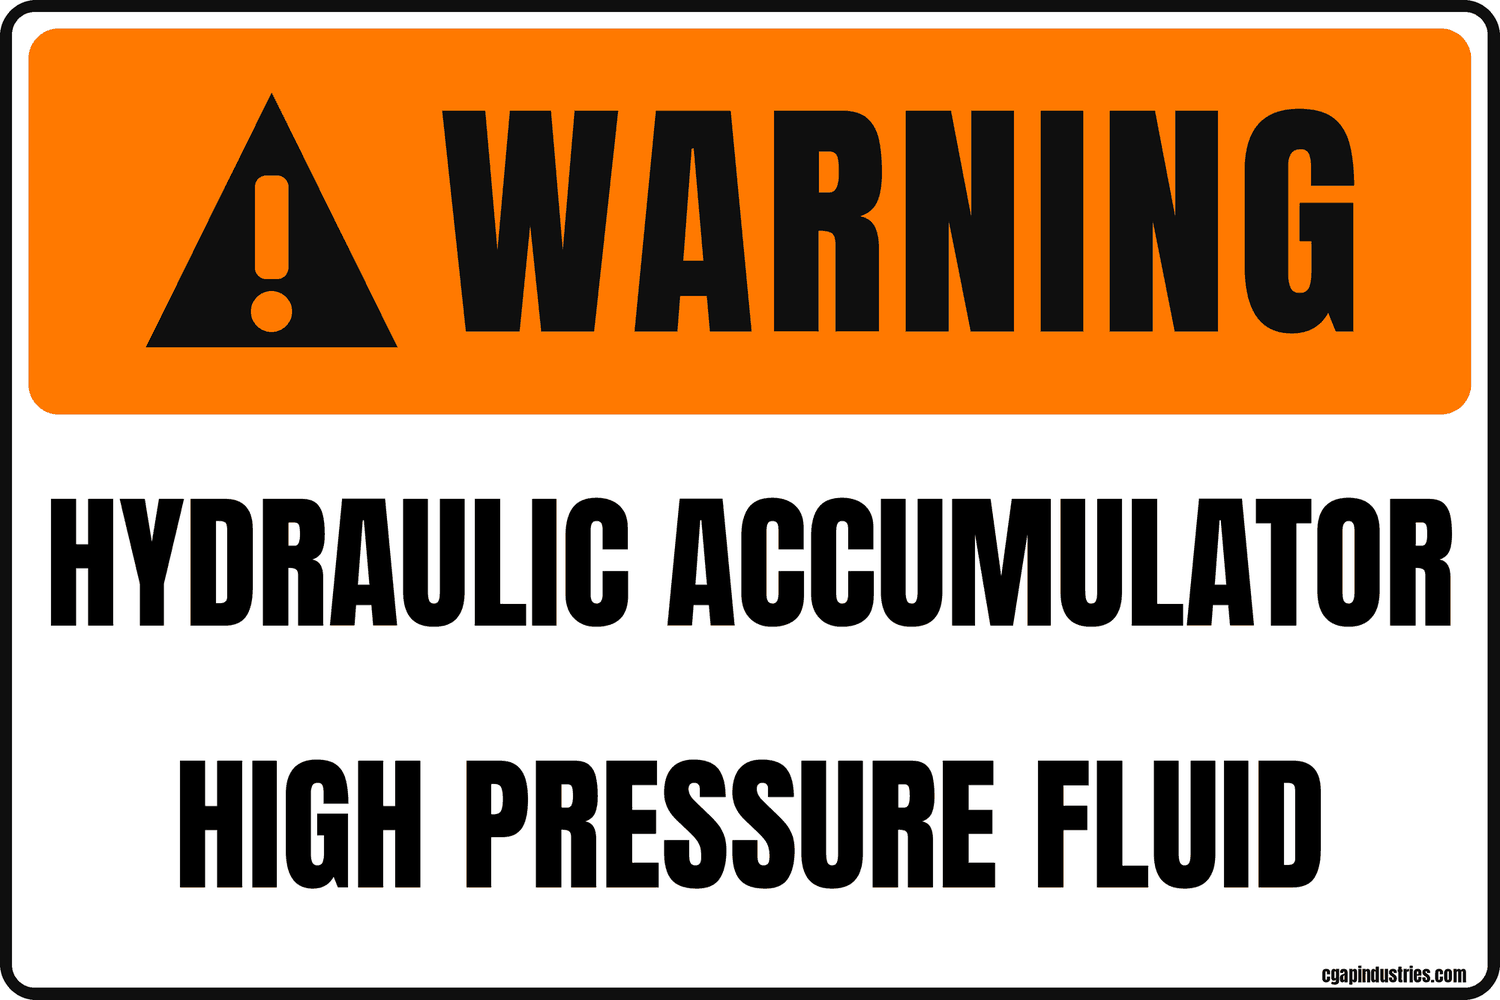 WARNING
HYDRAULIC ACCUMULATOR
HIGH PRESSURE FLUID
cgapindustries.com